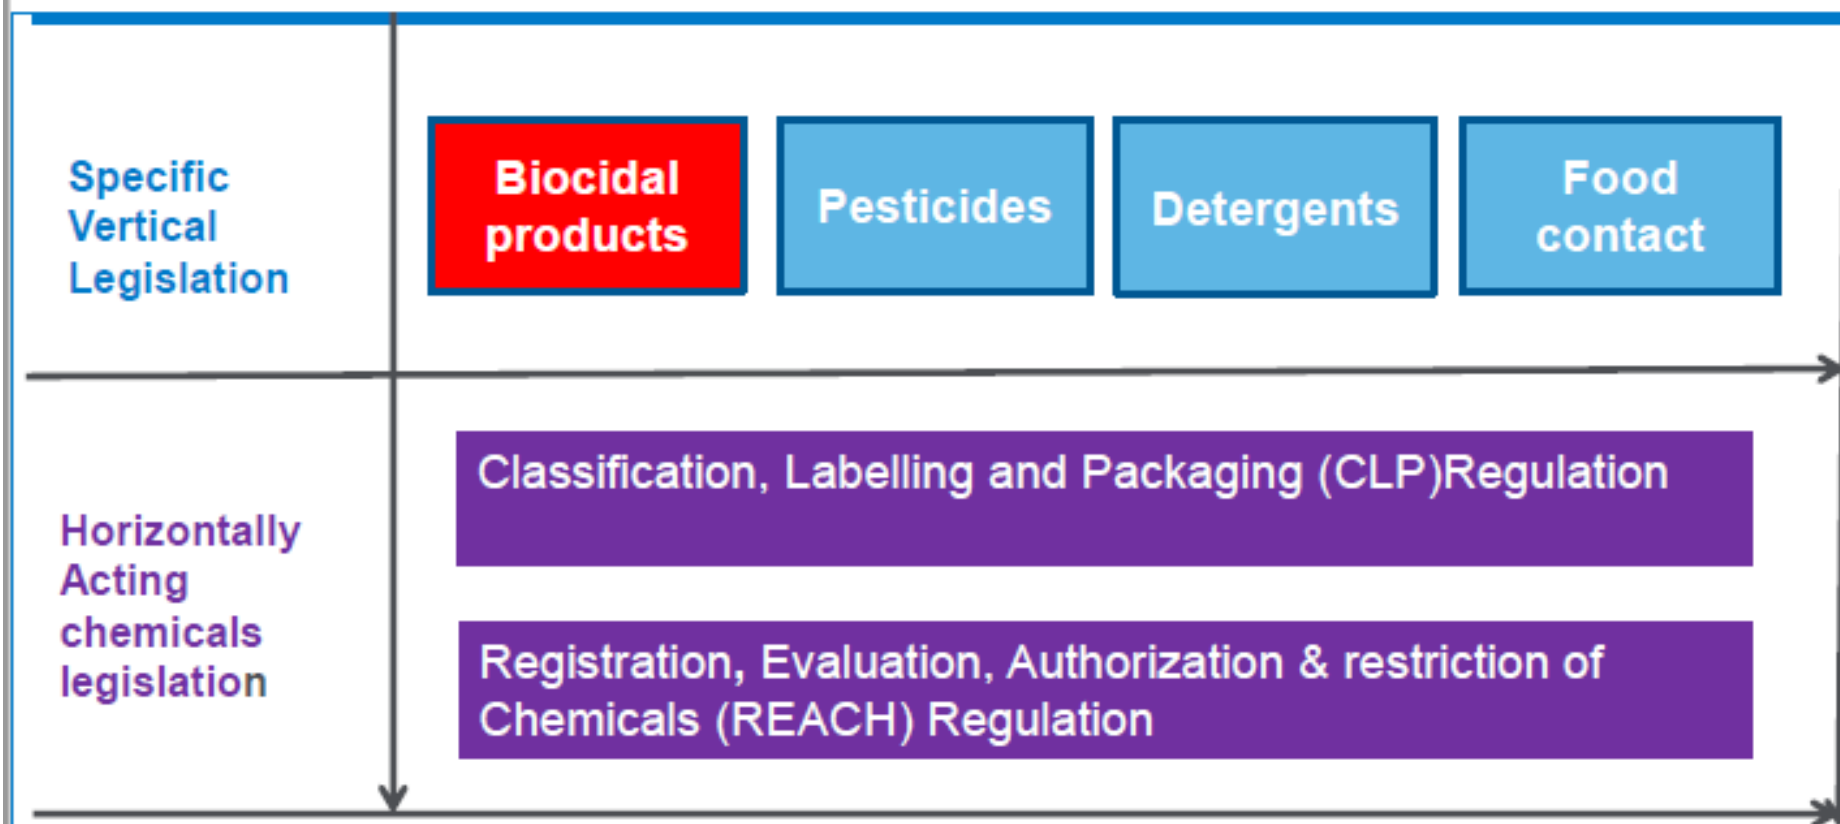 Specific
Vertical
Legislation
Biocidal
products
Pesticides
Detergents
Food
contact
Horizontally
Acting
chemicals
legislation
Classification, Labelling and Packaging (CLP)Regulation
Registration, Evaluation, Authorization & restriction of
Chemicals (REACH) Regulation